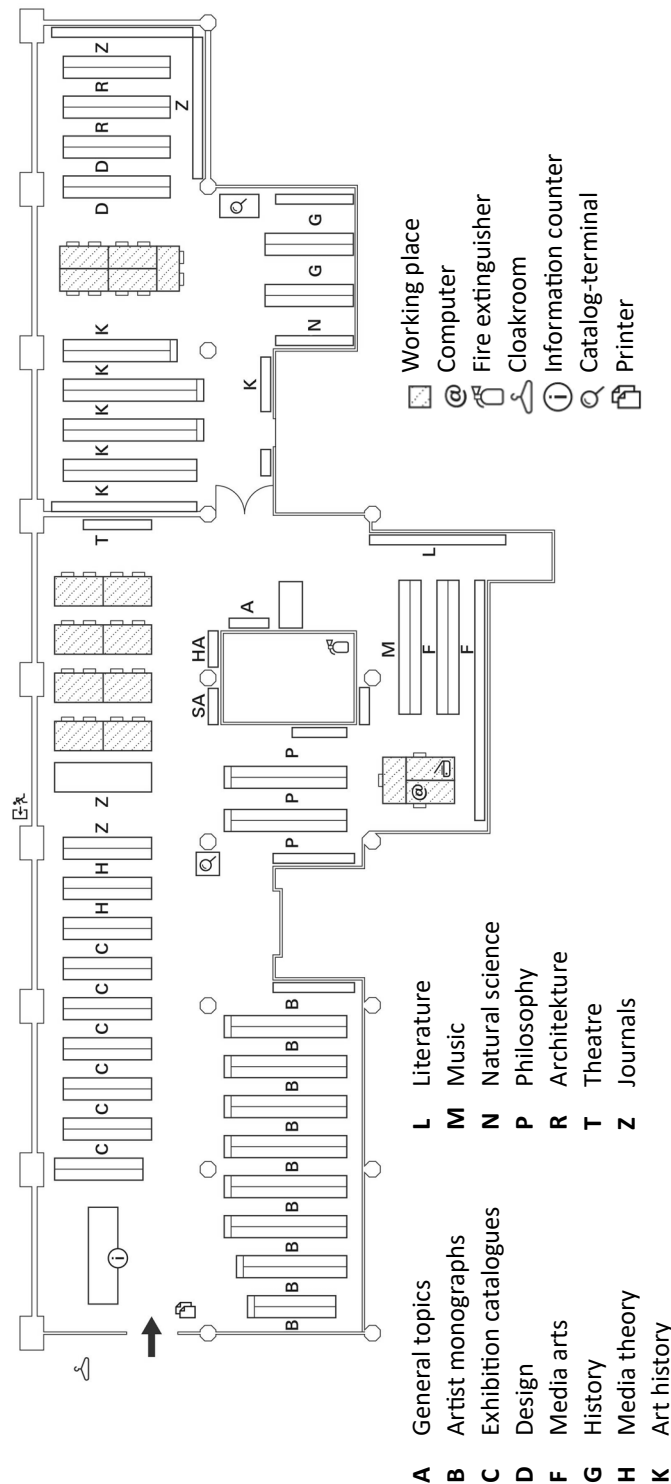 C C C C C C H H Z Z T K K K K K D D R R Z
Z
i
SA HA
A K
B B B B B B B B B P P P N G G
M
@
F L
F
A General topics
B Artist monographs
C Exhibition catalogues
D Design
F Media arts
G History
H Media theory
K Art history
L Literature
M Music
N Natural science
P Philosophy
R Architekture
T Theatre
Z Journals
Working place
@ Computer
Fire extinguisher
Cloakroom
i Information counter
Catalog-terminal
Printer